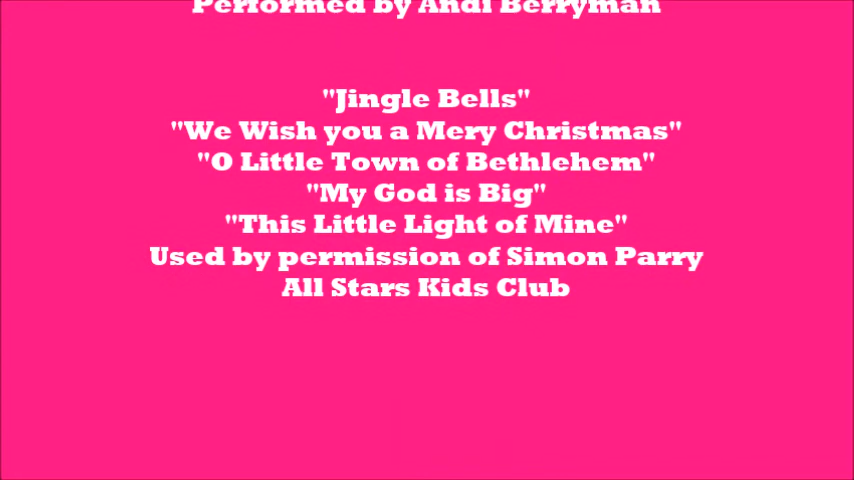 Performed by Andi Berryman
"Jingle Bells"
"We Wish you a Mery Christmas"
"O Little Town of Bethlehem"
"My God is Big"
"This Little Light of Mine"
Used by permission of Simon Parry
All Stars Kids Club